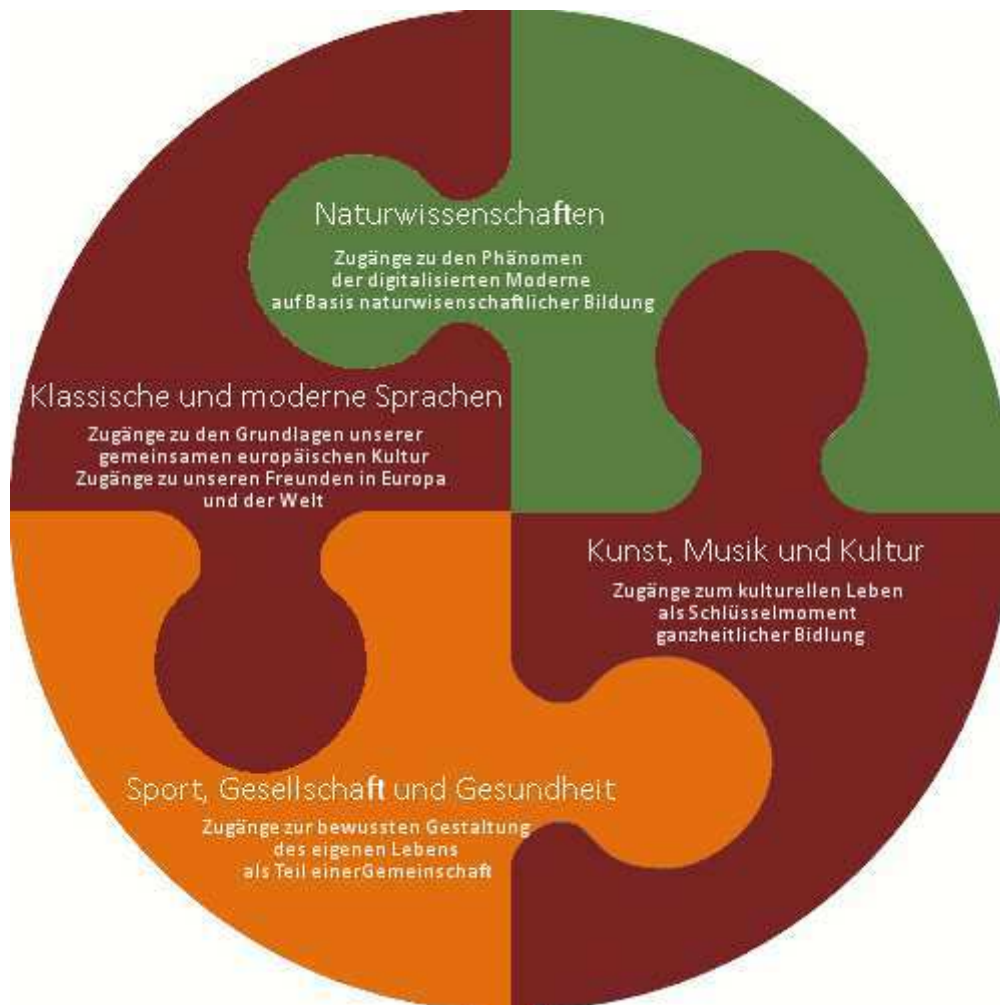 Naturwissenschaften
Zugänge zu den Phänomen
der digitalisierten Moderne
auf Basis naturwisenschaftlicher Bildung
Klassische und moderne Sprachen
Zugänge zu den Grundlagen unserer
gemeinsamen europäischen Kultur
Zugänge zu unseren Freunden in Europa
und der Welt
Kunst, Musik und Kultur
Zugänge zum kulturellen Leben
als Schlüsselmoment
ganzheitlicher Bidlung
Sport, Gesellschaft und Gesundheit
Zugänge zur bewussten Gestaltung
des eigenen Lebens
als Teil einerGemeinschaft